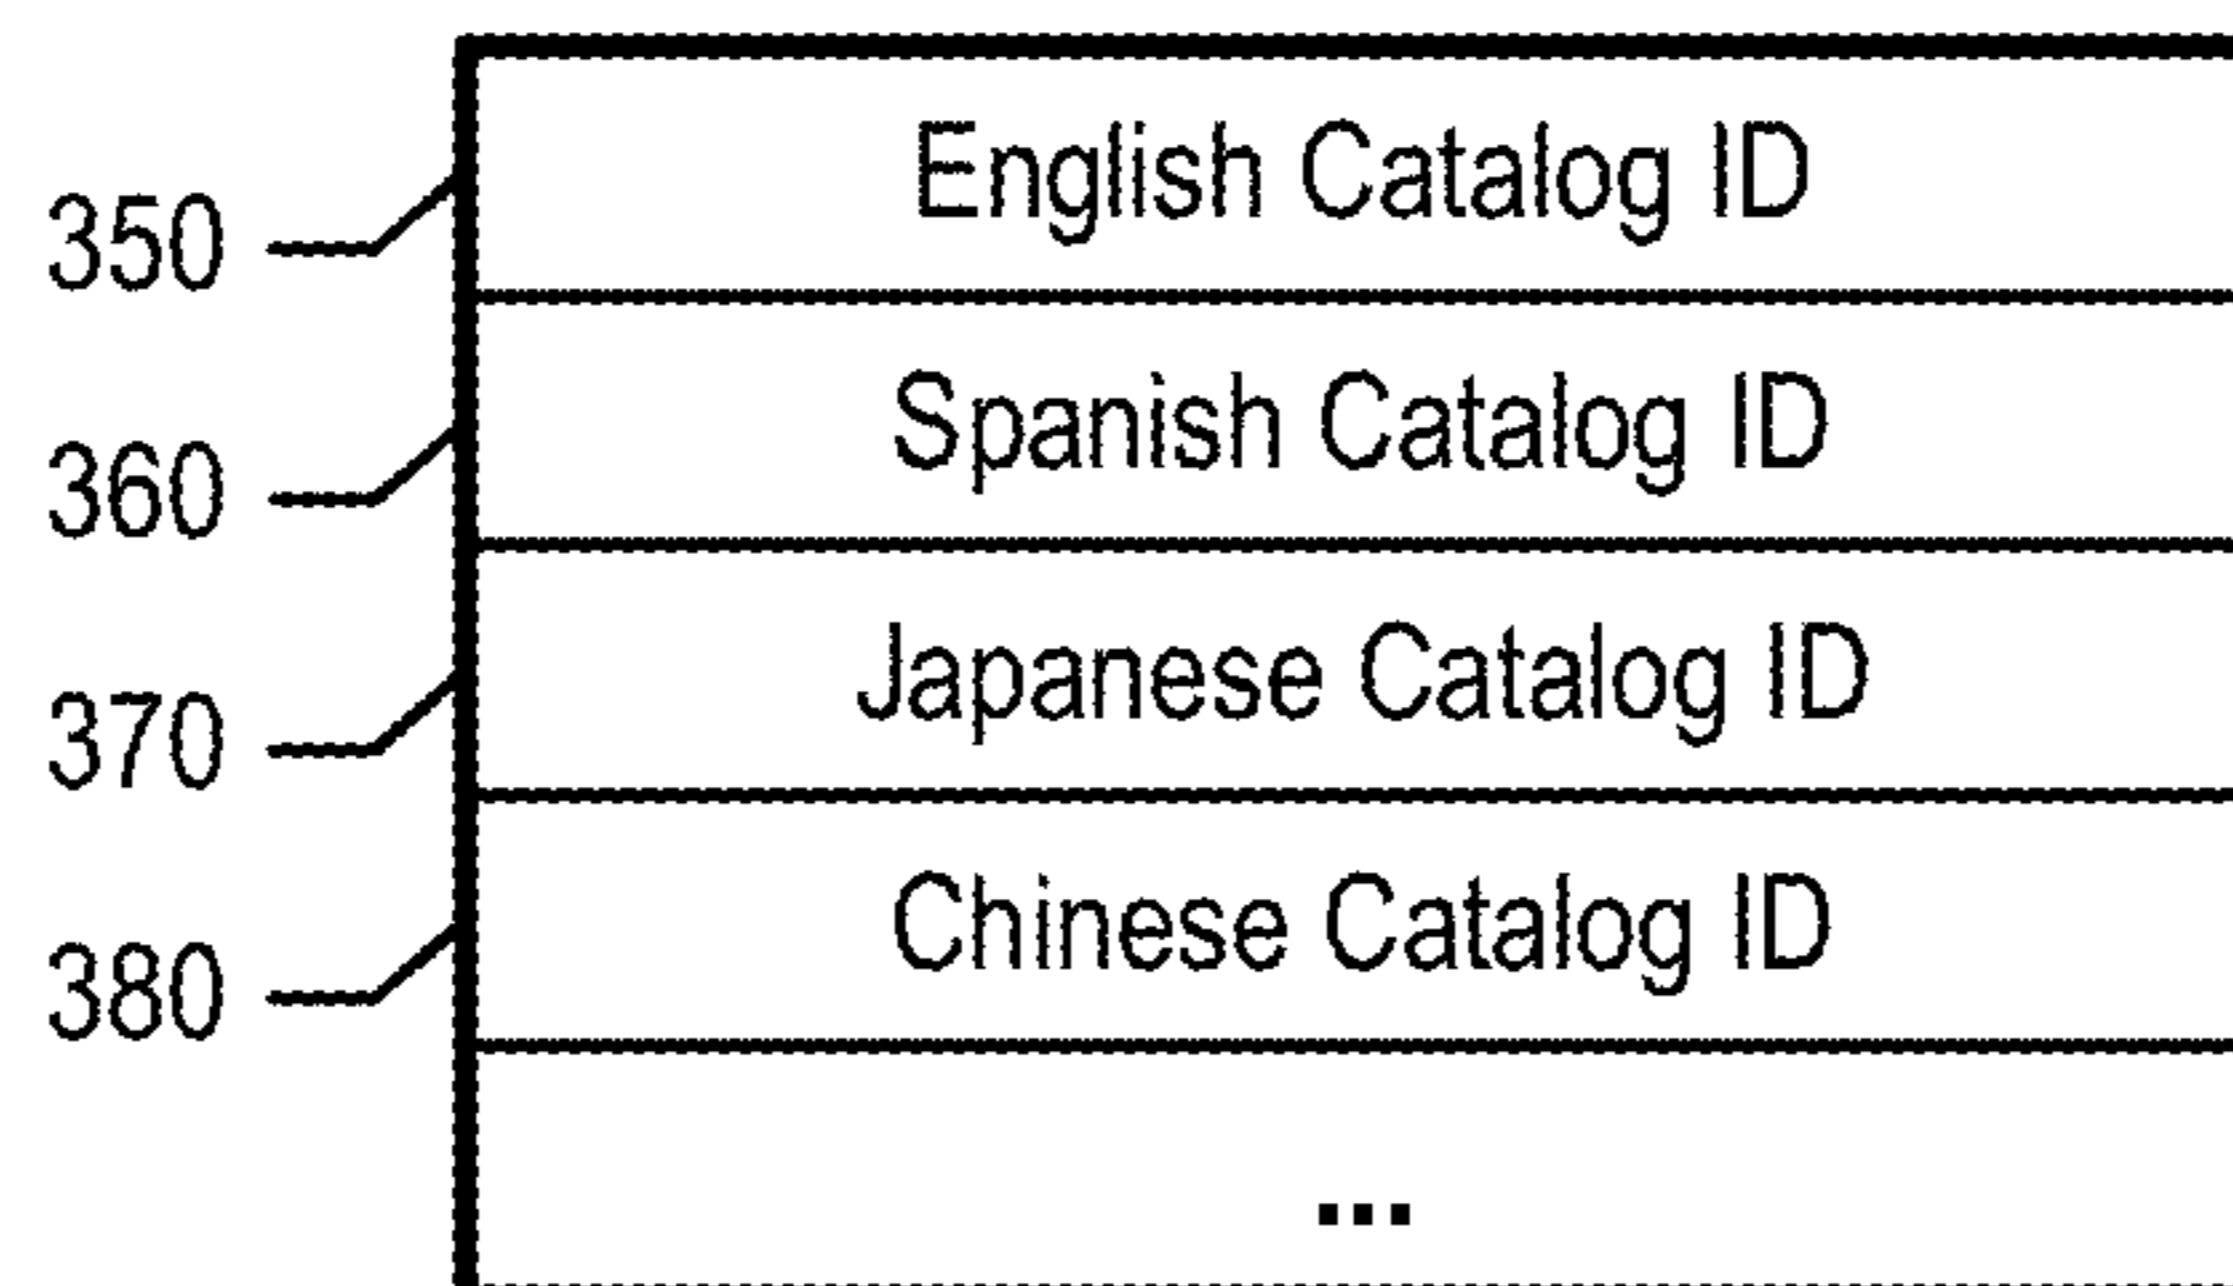 350 English Catalog ID
360 Spanish Catalog ID
370 Japanese Catalog ID
380 Chinese Catalog ID
...